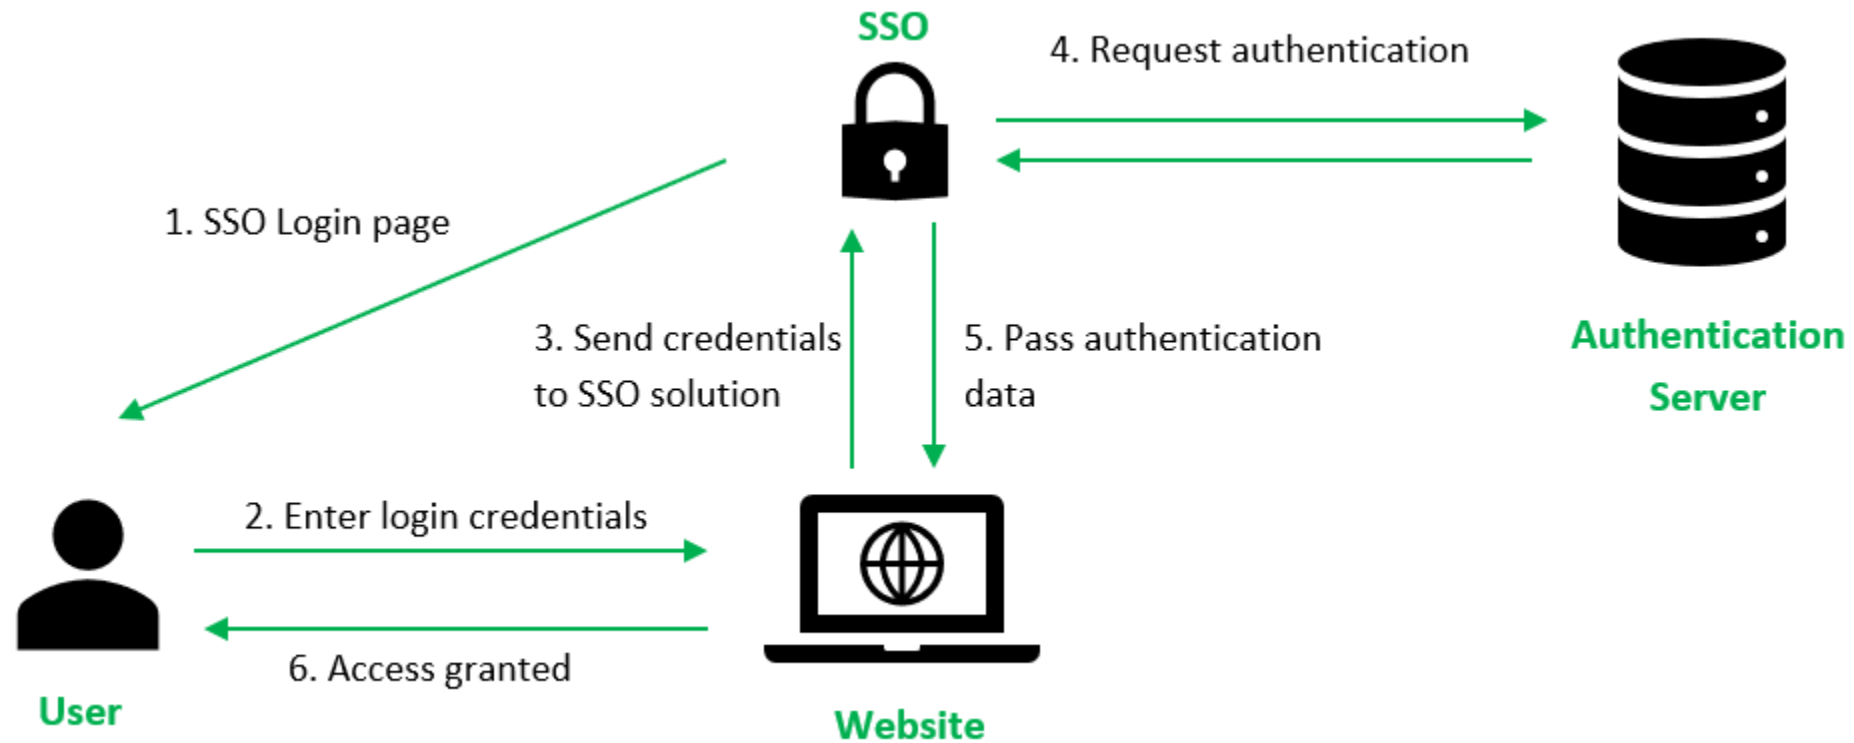 SSO
4. Request authentication
1. SSO Login page
3. Send credentials
to SSO solution
5. Pass authentication
data
Authentication
Server
2. Enter login credentials
6. Access granted
User
Website